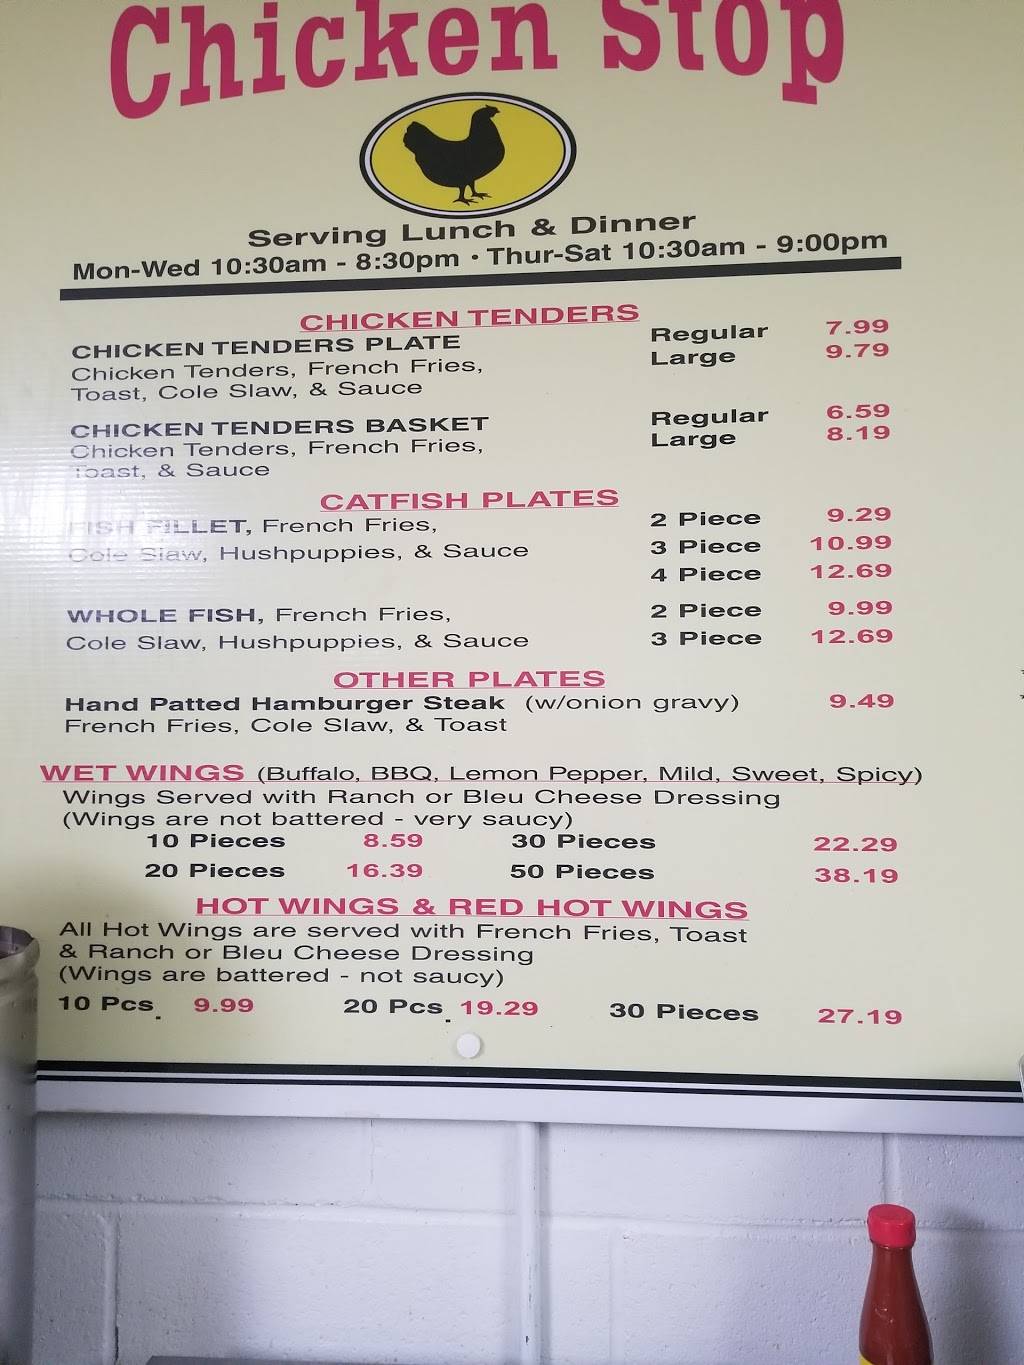 Chicken Stop
Serving Lunch & Dinner
Mon-Wed 10:30am - 8:30pm • Thur-Sat 10:30am - 9:00pm
CHICKEN TENDERS
CHICKEN TENDERS PLATE Regular 7.99
Chicken Tenders, French Fries, Large 9.79
Toast, Cole Slaw, & Sauce
CHICKEN TENDERS BASKET Regular 6.59
Chicken Tenders, French Fries, Large 8.19
Toast, & Sauce
CATFISH PLATES
FISH FILLET, French Fries, 2 Piece 9.29
Cole Slaw, Hushpuppies, & Sauce 3 Piece 10.99
4 Piece 12.69
WHOLE FISH, French Fries, 2 Piece 9.99
Cole Slaw, Hushpuppies, & Sauce 3 Piece 12.69
OTHER PLATES
Hand Patted Hamburger Steak (w/onion gravy) 9.49
French Fries, Cole Slaw, & Toast
WET WINGS (Buffalo, BBQ, Lemon Pepper, Mild, Sweet, Spicy)
Wings Served with Ranch or Bleu Cheese Dressing
(Wings are not battered - very saucy)
10 Pieces 8.59 30 Pieces 22.29
20 Pieces 16.39 50 Pieces 38.19
HOT WINGS & RED HOT WINGS
All Hot Wings are served with French Fries, Toast
& Ranch or Bleu Cheese Dressing
(Wings are battered - not saucy)
10 Pcs. 9.99 20 Pcs. 19.29 30 Pieces 27.19